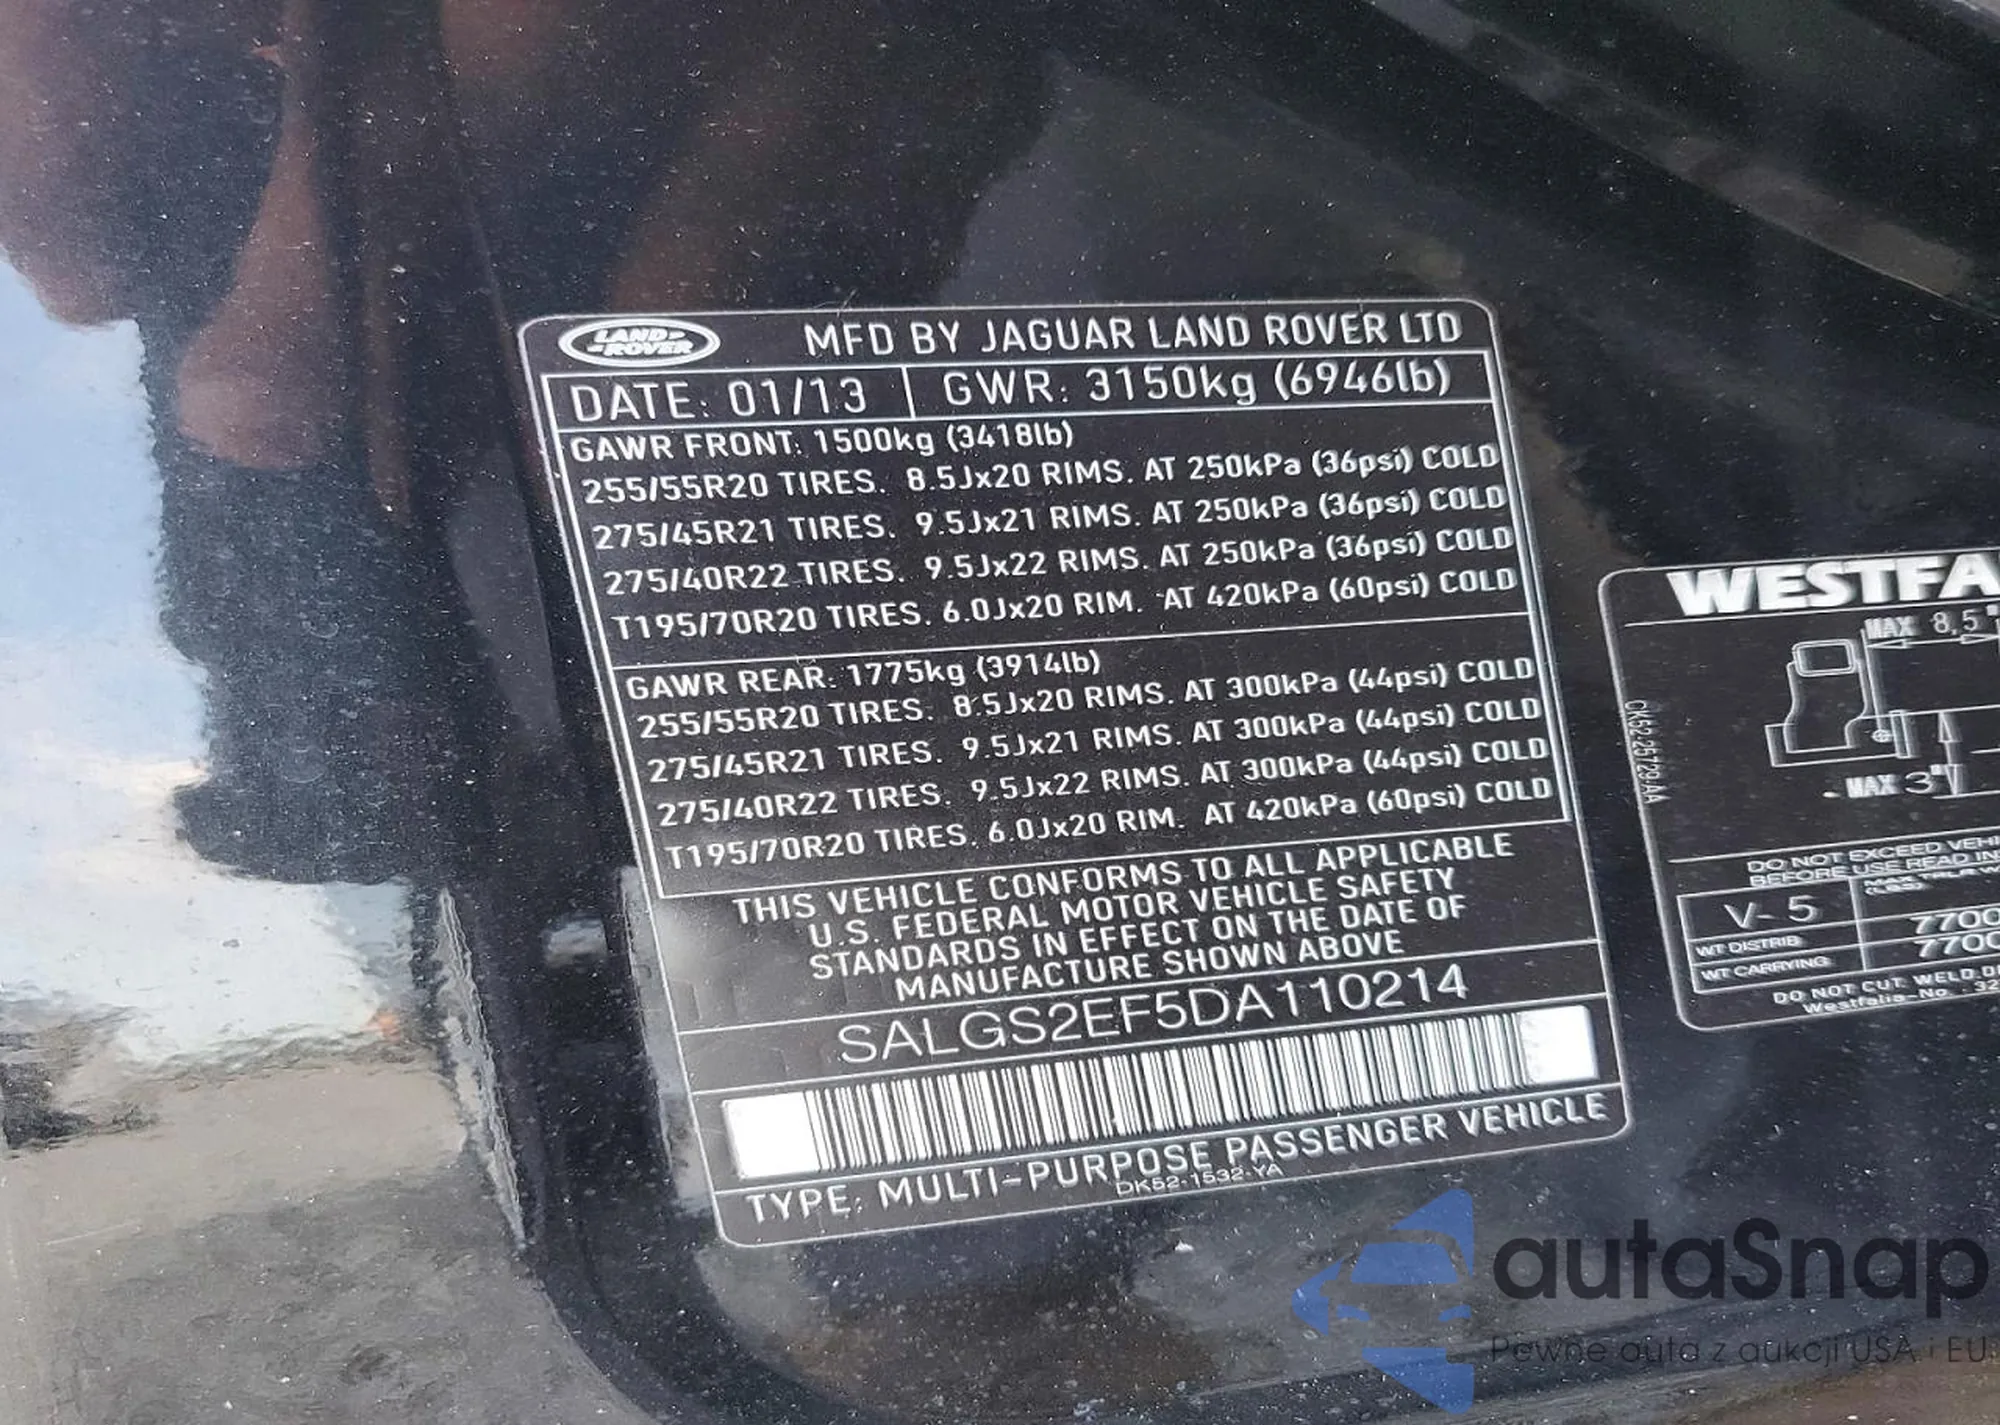 LAND ROVER
MFD BY JAGUAR LAND ROVER LTD
DATE: 01/13 GWR: 3150kg (6946lb)
GAWR FRONT: 1500kg (3418lb)
255/55R20 TIRES. 8.5Jx20 RIMS. AT 250kPa (36psi) COLD
275/45R21 TIRES. 9.5Jx21 RIMS. AT 250kPa (36psi) COLD
275/40R22 TIRES. 9.5Jx22 RIMS. AT 250kPa (36psi) COLD
T195/70R20 TIRES. 6.0Jx20 RIM. AT 420kPa (60psi) COLD
GAWR REAR: 1775kg (3914lb)
255/55R20 TIRES. 8.5Jx20 RIMS. AT 300kPa (44psi) COLD
275/45R21 TIRES. 9.5Jx21 RIMS. AT 300kPa (44psi) COLD
275/40R22 TIRES. 9.5Jx22 RIMS. AT 300kPa (44psi) COLD
T195/70R20 TIRES. 6.0Jx20 RIM. AT 420kPa (60psi) COLD
THIS VEHICLE CONFORMS TO ALL APPLICABLE
U.S. FEDERAL MOTOR VEHICLE SAFETY
STANDARDS IN EFFECT ON THE DATE OF
MANUFACTURE SHOWN ABOVE
SALGS2EF5DA110214
TYPE: MULTI-PURPOSE PASSENGER VEHICLE
DK52-1532-YA
WESTFA
MAX 8,5"
MAX 3"
CK52.25729.AA
DO NOT EXCEED VEHI
BEFORE USE READ IN
V-5
(LBS)
WT DISTRIB 7700
WT CARRYING 7700
DO NOT CUT. WELD.
Westfalia-No. : 32
autaSnap
Pewne auta z aukcji USA i EU